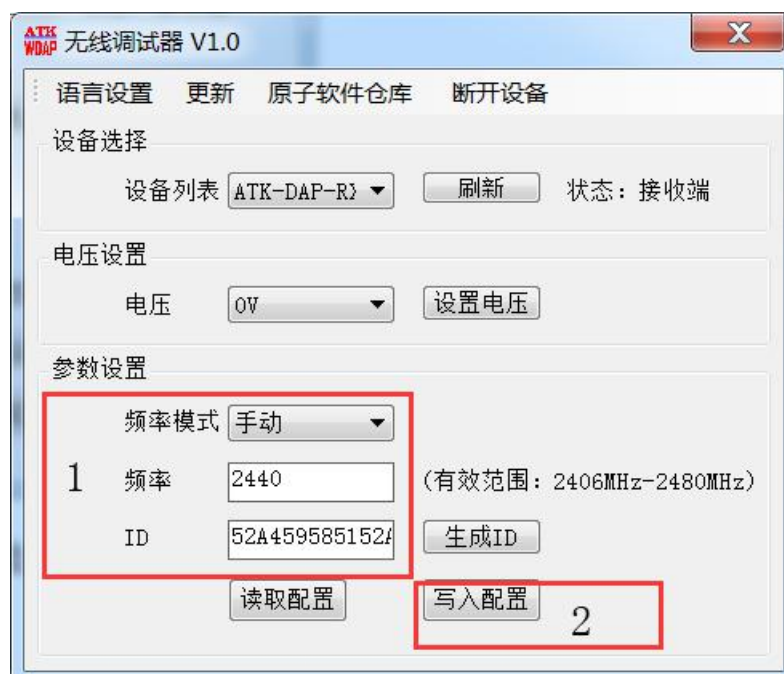 ATK WDAP 无线调试器 V1.0
语言设置 更新 原子软件仓库 断开设备
设备选择
设备列表 ATK-DAP-RX 刷新 状态：接收端
电压设置
电压 0V 设置电压
参数设置
频率模式 手动
1 频率 2440 (有效范围：2406MHz-2480MHz)
ID 52A459585152A 生成ID
读取配置 写入配置 2